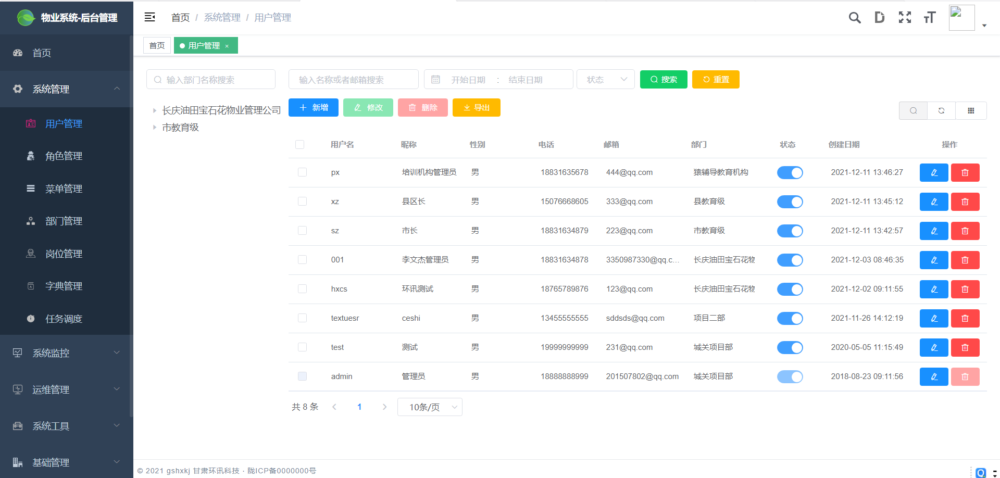 物业系统-后台管理
首页 / 系统管理 / 用户管理
首页
用户管理 ×
首页
系统管理
用户管理
角色管理
菜单管理
部门管理
岗位管理
字典管理
任务调度
系统监控
运维管理
系统工具
基础管理
输入部门名称搜索
长庆油田宝石花物业管理公司
市教育级
输入名称或者邮箱搜索 开始日期 : 结束日期 状态 搜索 重置
新增 修改 删除 导出
用户名 昵称 性别 电话 邮箱 部门 状态 创建日期 操作
px 培训机构管理员 男 18831635678 444@qq.com 猿辅导教育机构 2021-12-11 13:46:27
xz 县区长 男 15076668605 333@qq.com 县教育级 2021-12-11 13:45:12
sz 市长 男 18831634879 223@qq.com 市教育级 2021-12-11 13:42:57
001 李文杰管理员 男 18831634878 3350987330@qq.c... 长庆油田宝石花物 2021-12-03 08:46:35
hxcs 环讯测试 男 18765789876 123@qq.com 长庆油田宝石花物 2021-12-02 09:11:55
textuesr ceshi 男 13455555555 sddsds@qq.com 项目二部 2021-11-26 14:12:19
test 测试 男 19999999999 231@qq.com 城关项目部 2020-05-05 11:15:49
admin 管理员 男 18888888999 201507802@qq.com 城关项目部 2018-08-23 09:11:56
共 8 条 1 10条/页
© 2021 gshxkj 甘肃环讯科技 · 陇ICP备0000000号